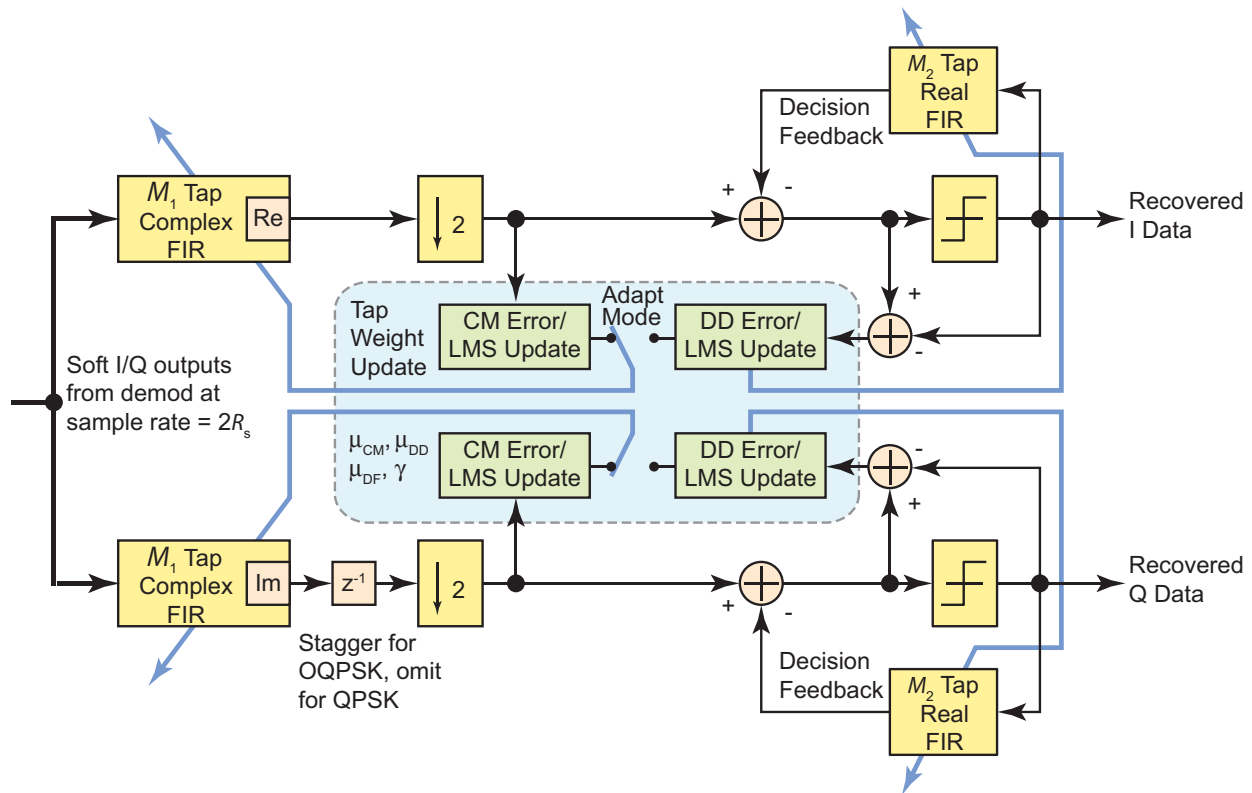 M2 Tap
Real
FIR
Decision
Feedback
M1 Tap
Complex
FIR
Re
↓ 2
+
-
Recovered
I Data
Tap
Weight
Update
CM Error/
LMS Update
Adapt
Mode
DD Error/
LMS Update
+
-
Soft I/Q outputs
from demod at
sample rate = 2Rs
μCM, μDD
μDF, γ
CM Error/
LMS Update
DD Error/
LMS Update
-
+
M1 Tap
Complex
FIR
Im
z-1
↓ 2
+
-
Recovered
Q Data
Stagger for
OQPSK, omit
for QPSK
Decision
Feedback
M2 Tap
Real
FIR